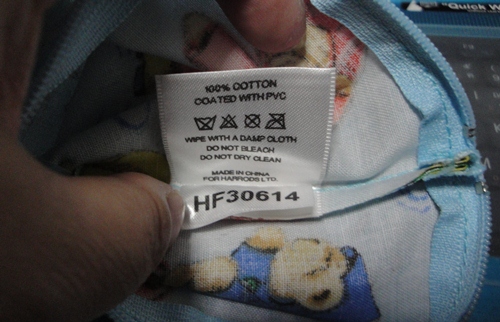 "Quick W
100% COTTON
COATED WITH PVC
WIPE WITH A DAMP CLOTH
DO NOT BLEACH
DO NOT DRY CLEAN
MADE IN CHINA
FOR HARRODS LTD.
HF30614